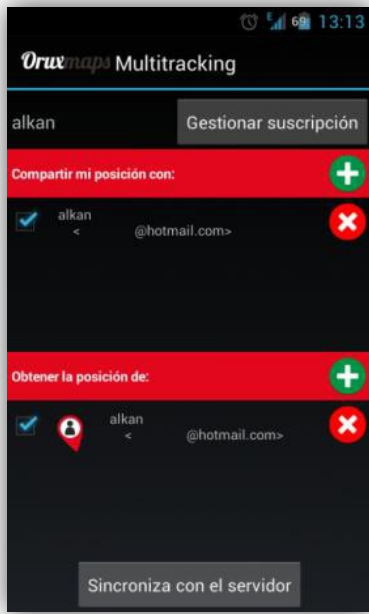 E 69 13:13
Oruxmaps Multitracking
alkan Gestionar suscripción
Compartir mi posición con:
alkan
< @hotmail.com>
Obtener la posición de:
alkan
< @hotmail.com>
Sincroniza con el servidor